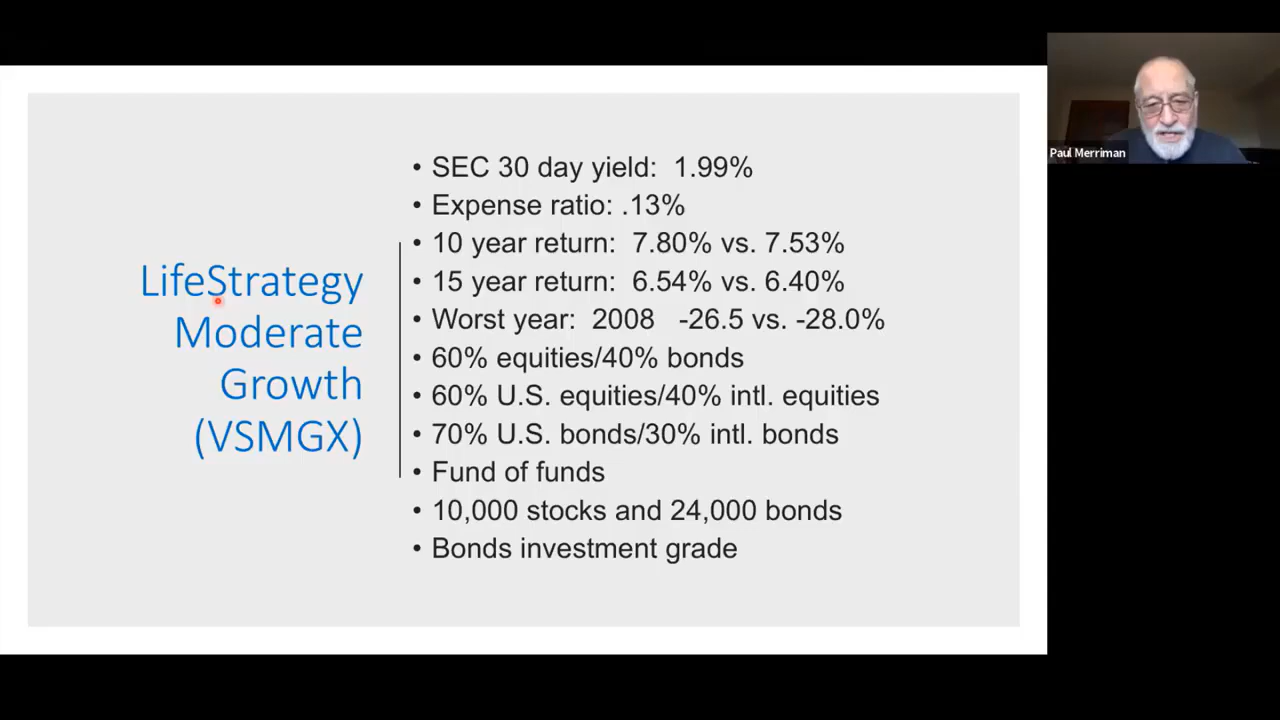 LifeStrategy
Moderate
Growth
(VSMGX)
• SEC 30 day yield:  1.99%
• Expense ratio: .13%
• 10 year return:  7.80% vs. 7.53%
• 15 year return:  6.54% vs. 6.40%
• Worst year:  2008   -26.5 vs. -28.0%
• 60% equities/40% bonds
• 60% U.S. equities/40% intl. equities
• 70% U.S. bonds/30% intl. bonds
• Fund of funds
• 10,000 stocks and 24,000 bonds
• Bonds investment grade
Paul Merriman